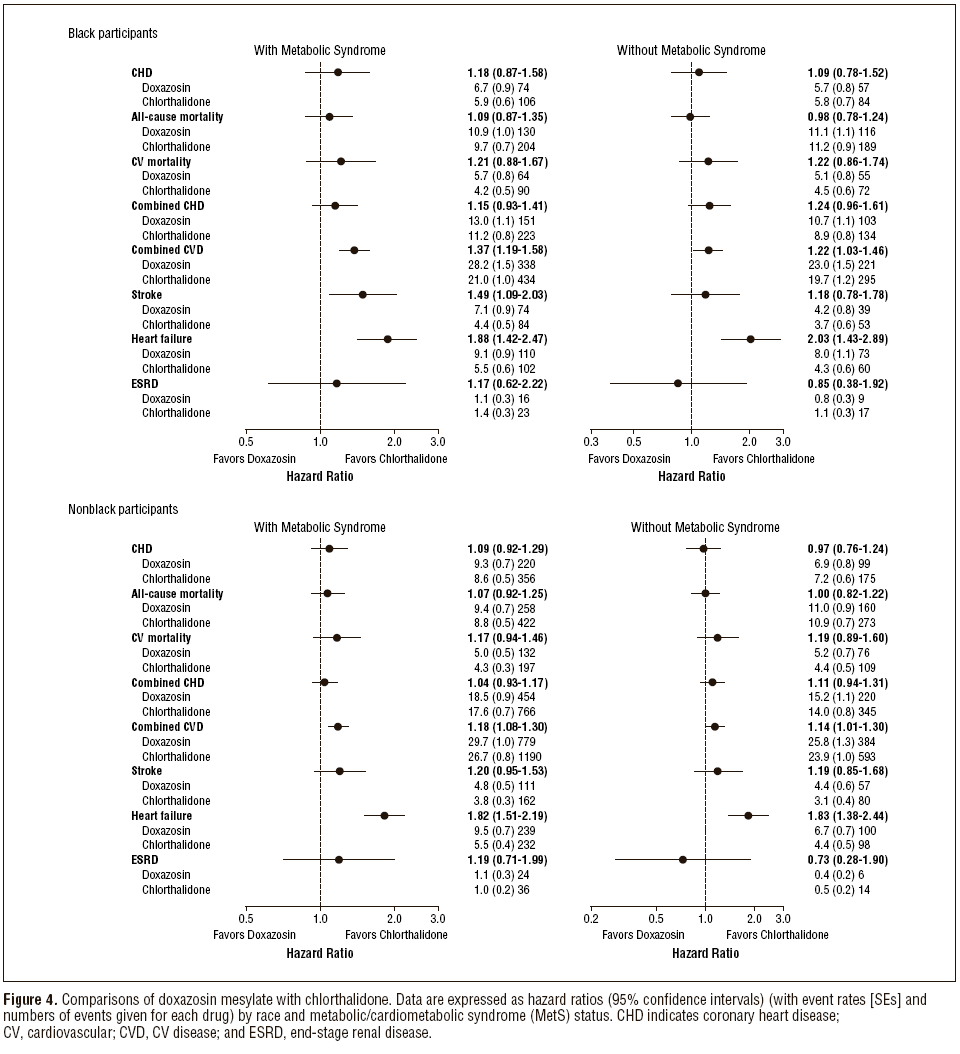 Black participants
With Metabolic Syndrome
Without Metabolic Syndrome
CHD 1.18 (0.87-1.58) 1.09 (0.78-1.52)
Doxazosin 6.7 (0.9) 74 5.7 (0.8) 57
Chlorthalidone 5.9 (0.6) 106 5.8 (0.7) 84
All-cause mortality 1.09 (0.87-1.35) 0.98 (0.78-1.24)
Doxazosin 10.9 (1.0) 130 11.1 (1.1) 116
Chlorthalidone 9.7 (0.7) 204 11.2 (0.9) 189
CV mortality 1.21 (0.88-1.67) 1.22 (0.86-1.74)
Doxazosin 5.7 (0.8) 64 5.1 (0.8) 55
Chlorthalidone 4.2 (0.5) 90 4.5 (0.6) 72
Combined CHD 1.15 (0.93-1.41) 1.24 (0.96-1.61)
Doxazosin 13.0 (1.1) 151 10.7 (1.1) 103
Chlorthalidone 11.2 (0.8) 223 8.9 (0.8) 134
Combined CVD 1.37 (1.19-1.58) 1.22 (1.03-1.46)
Doxazosin 28.2 (1.5) 338 23.0 (1.5) 221
Chlorthalidone 21.0 (1.0) 434 19.7 (1.2) 295
Stroke 1.49 (1.09-2.03) 1.18 (0.78-1.78)
Doxazosin 7.1 (0.9) 74 4.2 (0.8) 39
Chlorthalidone 4.4 (0.5) 84 3.7 (0.6) 53
Heart failure 1.88 (1.42-2.47) 2.03 (1.43-2.89)
Doxazosin 9.1 (0.9) 110 8.0 (1.1) 73
Chlorthalidone 5.5 (0.6) 102 4.3 (0.6) 60
ESRD 1.17 (0.62-2.22) 0.85 (0.38-1.92)
Doxazosin 1.1 (0.3) 16 0.8 (0.3) 9
Chlorthalidone 1.4 (0.3) 23 1.1 (0.3) 17
0.5 1.0 2.0 3.0 0.3 0.5 1.0 2.0 3.0
Favors Doxazosin Favors Chlorthalidone Favors Doxazosin Favors Chlorthalidone
Hazard Ratio Hazard Ratio
Nonblack participants
With Metabolic Syndrome
Without Metabolic Syndrome
CHD 1.09 (0.92-1.29) 0.97 (0.76-1.24)
Doxazosin 9.3 (0.7) 220 6.9 (0.8) 99
Chlorthalidone 8.6 (0.5) 356 7.2 (0.6) 175
All-cause mortality 1.07 (0.92-1.25) 1.00 (0.82-1.22)
Doxazosin 9.4 (0.7) 258 11.0 (0.9) 160
Chlorthalidone 8.8 (0.5) 422 10.9 (0.7) 273
CV mortality 1.17 (0.94-1.46) 1.19 (0.89-1.60)
Doxazosin 5.0 (0.5) 132 5.2 (0.7) 76
Chlorthalidone 4.3 (0.3) 197 4.4 (0.5) 109
Combined CHD 1.04 (0.93-1.17) 1.11 (0.94-1.31)
Doxazosin 18.5 (0.9) 454 15.2 (1.1) 220
Chlorthalidone 17.6 (0.7) 766 14.0 (0.8) 345
Combined CVD 1.18 (1.08-1.30) 1.14 (1.01-1.30)
Doxazosin 29.7 (1.0) 779 25.8 (1.3) 384
Chlorthalidone 26.7 (0.8) 1190 23.9 (1.0) 593
Stroke 1.20 (0.95-1.53) 1.19 (0.85-1.68)
Doxazosin 4.8 (0.5) 111 4.4 (0.6) 57
Chlorthalidone 3.8 (0.3) 162 3.1 (0.4) 80
Heart failure 1.82 (1.51-2.19) 1.83 (1.38-2.44)
Doxazosin 9.5 (0.7) 239 6.7 (0.7) 100
Chlorthalidone 5.5 (0.4) 232 4.4 (0.5) 98
ESRD 1.19 (0.71-1.99) 0.73 (0.28-1.90)
Doxazosin 1.1 (0.3) 24 0.4 (0.2) 6
Chlorthalidone 1.0 (0.2) 36 0.5 (0.2) 14
0.5 1.0 2.0 3.0 0.2 0.5 1.0 2.0 3.0
Favors Doxazosin Favors Chlorthalidone Favors Doxazosin Favors Chlorthalidone
Hazard Ratio Hazard Ratio
Figure 4. Comparisons of doxazosin mesylate with chlorthalidone. Data are expressed as hazard ratios (95% confidence intervals) (with event rates [SEs] and
numbers of events given for each drug) by race and metabolic/cardiometabolic syndrome (MetS) status. CHD indicates coronary heart disease;
CV, cardiovascular; CVD, CV disease; and ESRD, end-stage renal disease.